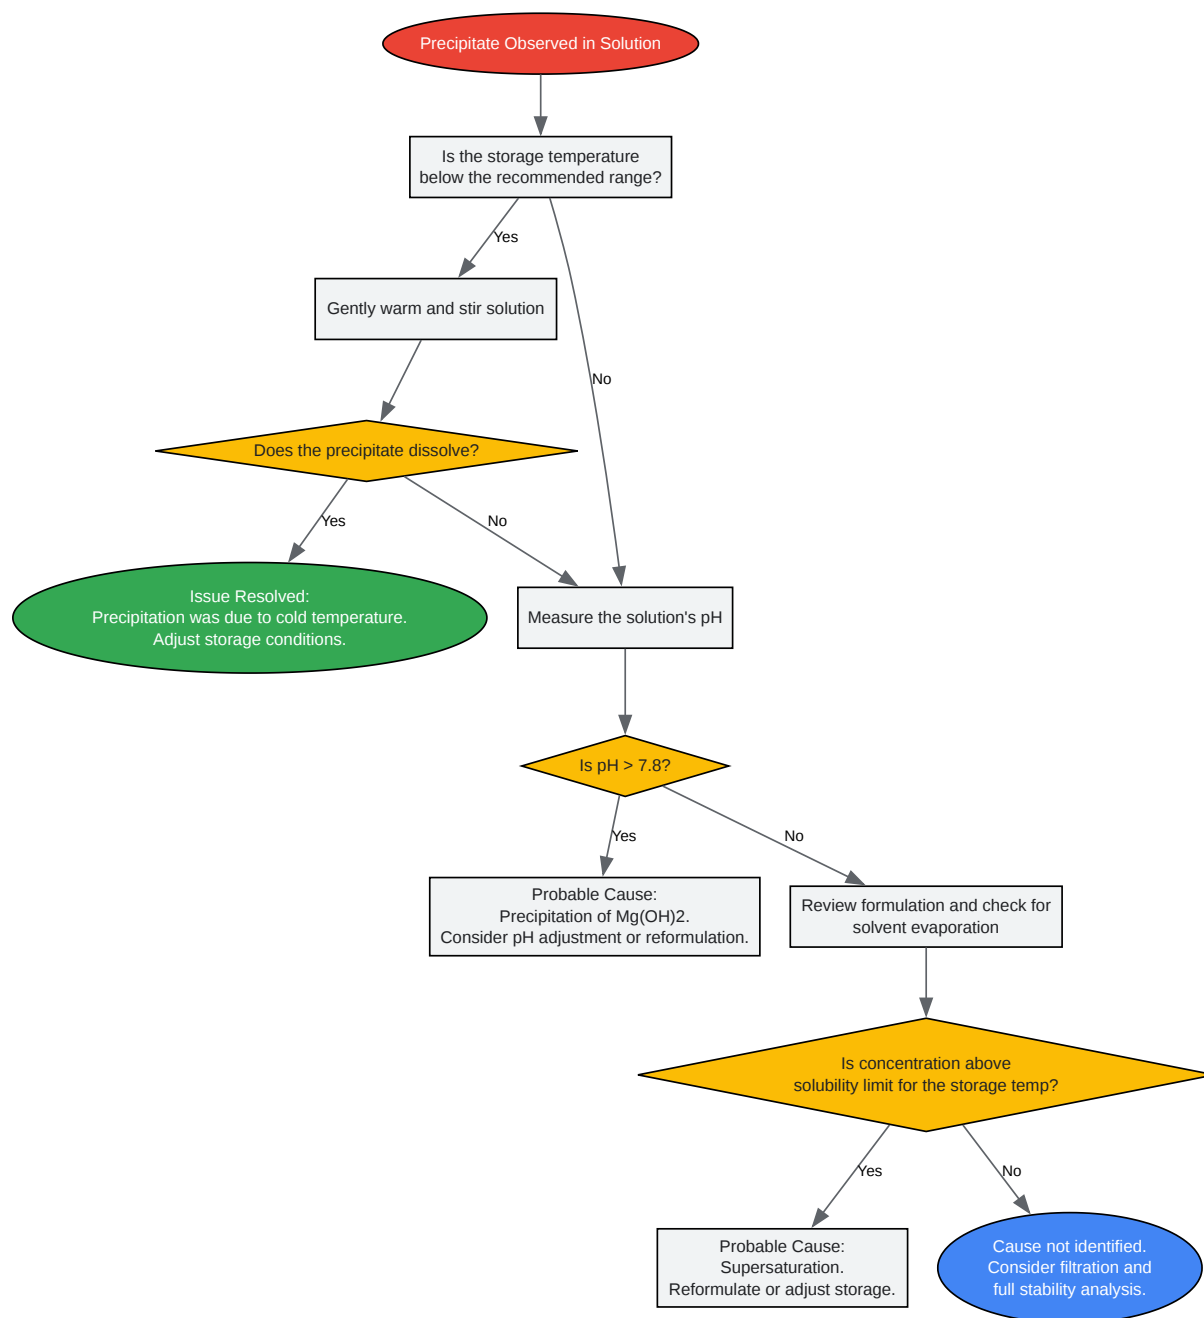 Precipitate Observed in Solution
Is the storage temperature
below the recommended range?
Yes
Gently warm and stir solution
No
Does the precipitate dissolve?
Yes
No
Issue Resolved:
Precipitation was due to cold temperature.
Adjust storage conditions.
Measure the solution's pH
Is pH > 7.8?
Yes
No
Probable Cause:
Precipitation of Mg(OH)2.
Consider pH adjustment or reformulation.
Review formulation and check for
solvent evaporation
Is concentration above
solubility limit for the storage temp?
Yes
No
Probable Cause:
Supersaturation.
Reformulate or adjust storage.
Cause not identified.
Consider filtration and
full stability analysis.